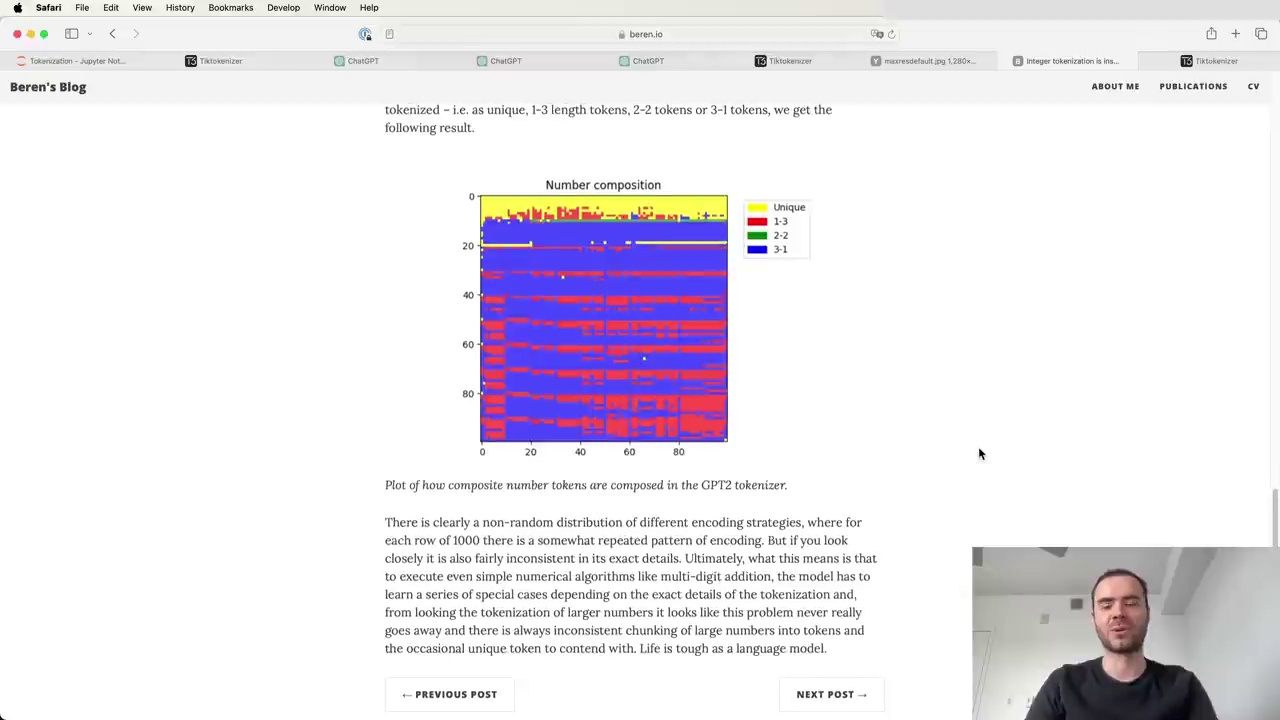 Safari File Edit View History Bookmarks Develop Window Help
beren.io
Tokenization - Jupyter Not... Tiktokenizer ChatGPT ChatGPT ChatGPT Tiktokenizer maxresdefault.jpg 1,280×... Integer tokenization is ins... Tiktokenizer
Beren's Blog ABOUT ME PUBLICATIONS CV
tokenized – i.e. as unique, 1-3 length tokens, 2-2 tokens or 3-1 tokens, we get the
following result.
Number composition
0
20
40
60
80
0 20 40 60 80
Unique
1-3
2-2
3-1
Plot of how composite number tokens are composed in the GPT2 tokenizer.
There is clearly a non-random distribution of different encoding strategies, where for
each row of 1000 there is a somewhat repeated pattern of encoding. But if you look
closely it is also fairly inconsistent in its exact details. Ultimately, what this means is that
to execute even simple numerical algorithms like multi-digit addition, the model has to
learn a series of special cases depending on the exact details of the tokenization and,
from looking the tokenization of larger numbers it looks like this problem never really
goes away and there is always inconsistent chunking of large numbers into tokens and
the occasional unique token to contend with. Life is tough as a language model.
← PREVIOUS POST NEXT POST →